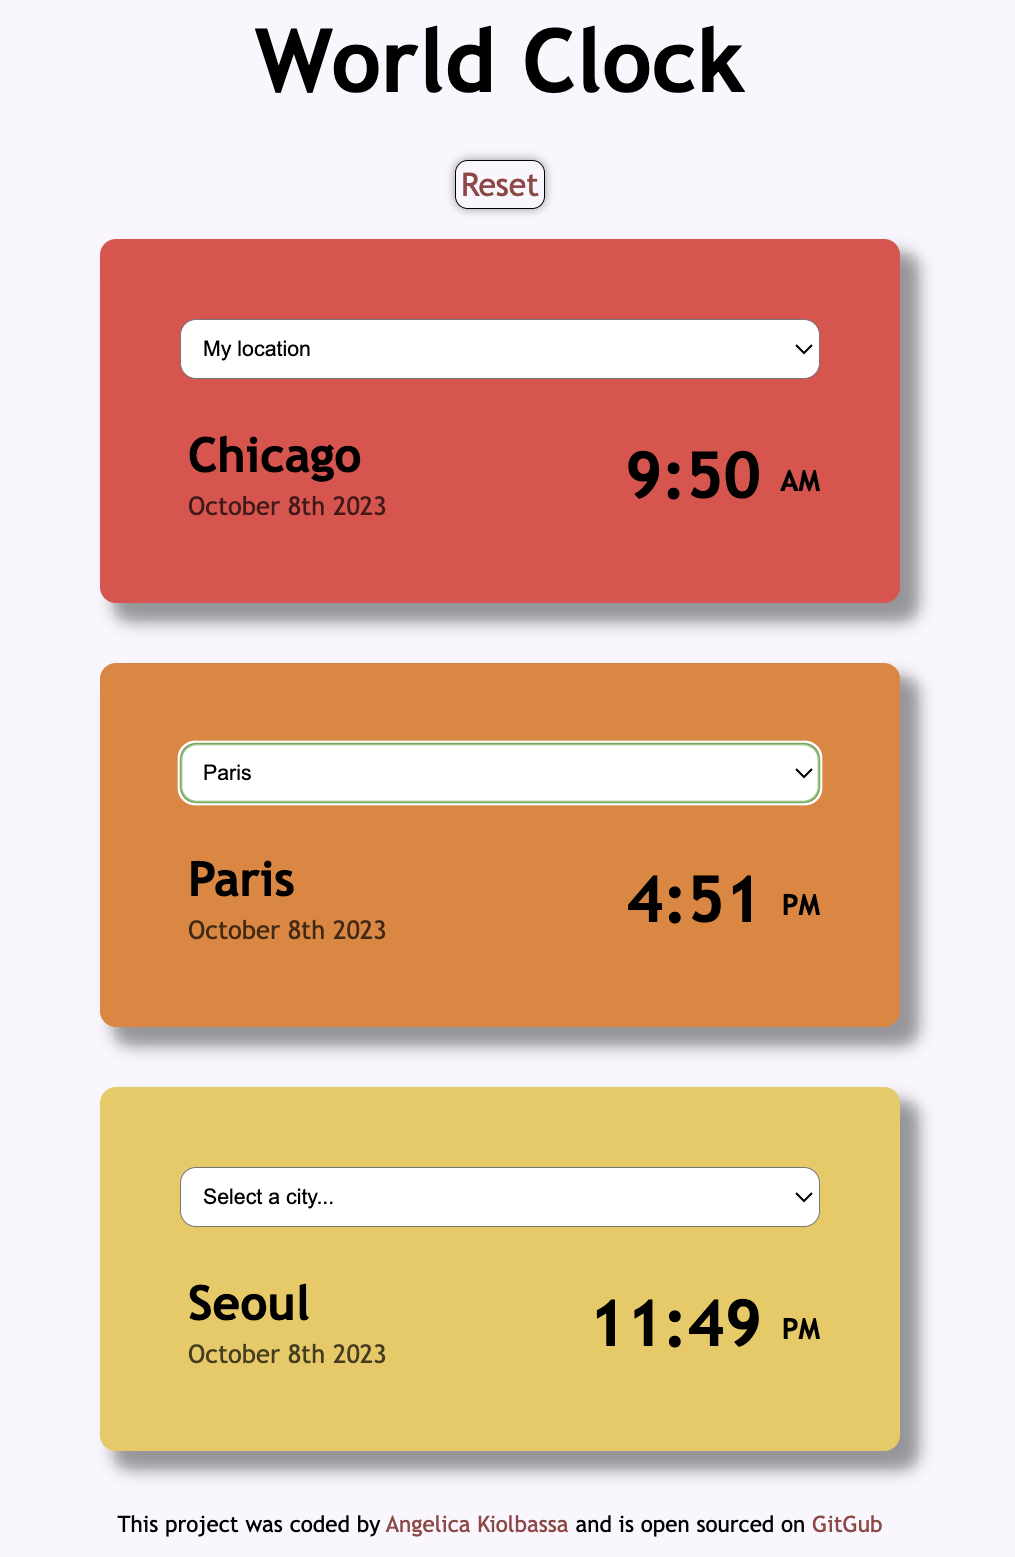 World Clock
Reset
My location
Chicago
9:50 AM
October 8th 2023
Paris
Paris
4:51 PM
October 8th 2023
Select a city...
Seoul
11:49 PM
October 8th 2023
This project was coded by Angelica Kiolbassa and is open sourced on GitGub